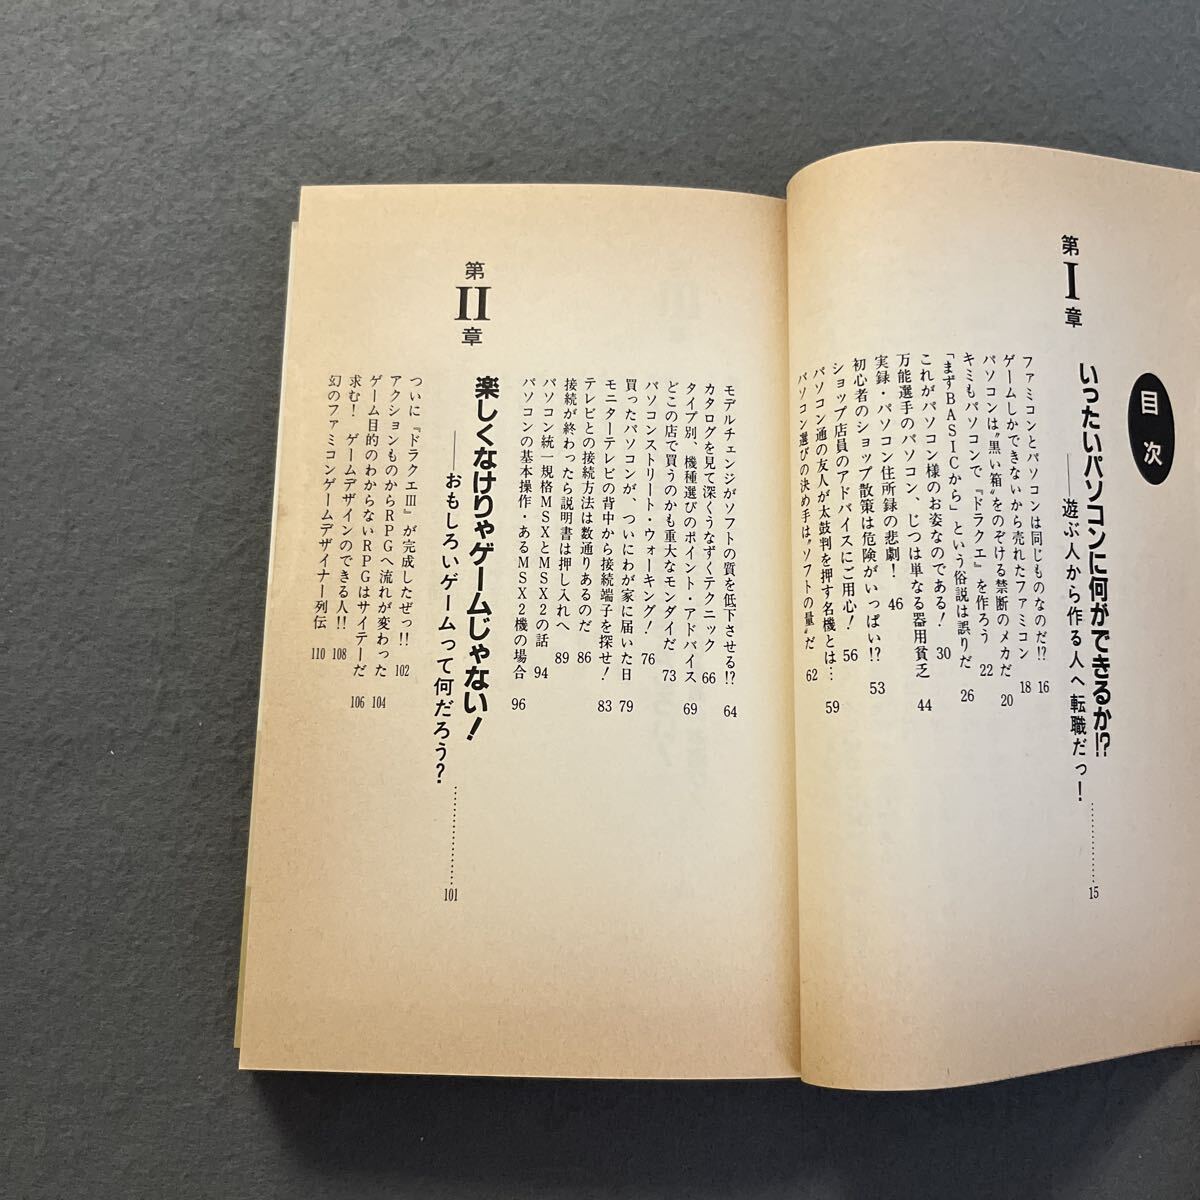 目次
第I章
いったいパソコンに何ができるか!?
――遊ぶ人から作る人へ転職だっ！……………… 15
ファミコンとパソコンは同じものなのだ!? 16
ゲームしかできないから売れたファミコン 18
パソコンは〝黒い箱〟をのぞける禁断のメカだ 20
キミもパソコンで『ドラクエ』を作ろう 22
「まずBASICから」という俗説は誤りだ 26
これがパソコン様のお姿なのである！ 30
万能選手のパソコン、じつは単なる器用貧乏 44
実録・パソコン住所録の悲劇！ 46
初心者のショップ散策は危険がいっぱい!? 53
ショップ店員のアドバイスにご用心！ 56
パソコン通の友人が太鼓判を押す名機とは… 59
パソコン選びの決め手は〝ソフトの量〟だ 62
モデルチェンジがソフトの質を低下させる!? 64
カタログを見て深くうなずくテクニック 66
タイプ別、機種選びのポイント・アドバイス 69
どこの店で買うのかも重大なモンダイだ 73
パソコンストリート・ウォーキング！ 76
買ったパソコンが、ついにわが家に届いた日 79
モニターテレビの背中から接続端子を探せ！ 83
テレビとの接続方法は数通りあるのだ 86
接続が終わったら説明書は押し入れへ 89
パソコン統一規格MSXとMSX2の話 94
パソコンの基本操作・あるMSX2機の場合 96
第II章
楽しくなけりゃゲームじゃない！
――おもしろいゲームって何だろう？……………… 101
ついに『ドラクエIII』が完成したぜっ!! 102
アクションものからRPGへ流れが変わった 104
ゲーム目的のわからないRPGはサイテーだ 106
求む！ ゲームデザインのできる人!! 108
幻のファミコンゲームデザイナー列伝 110